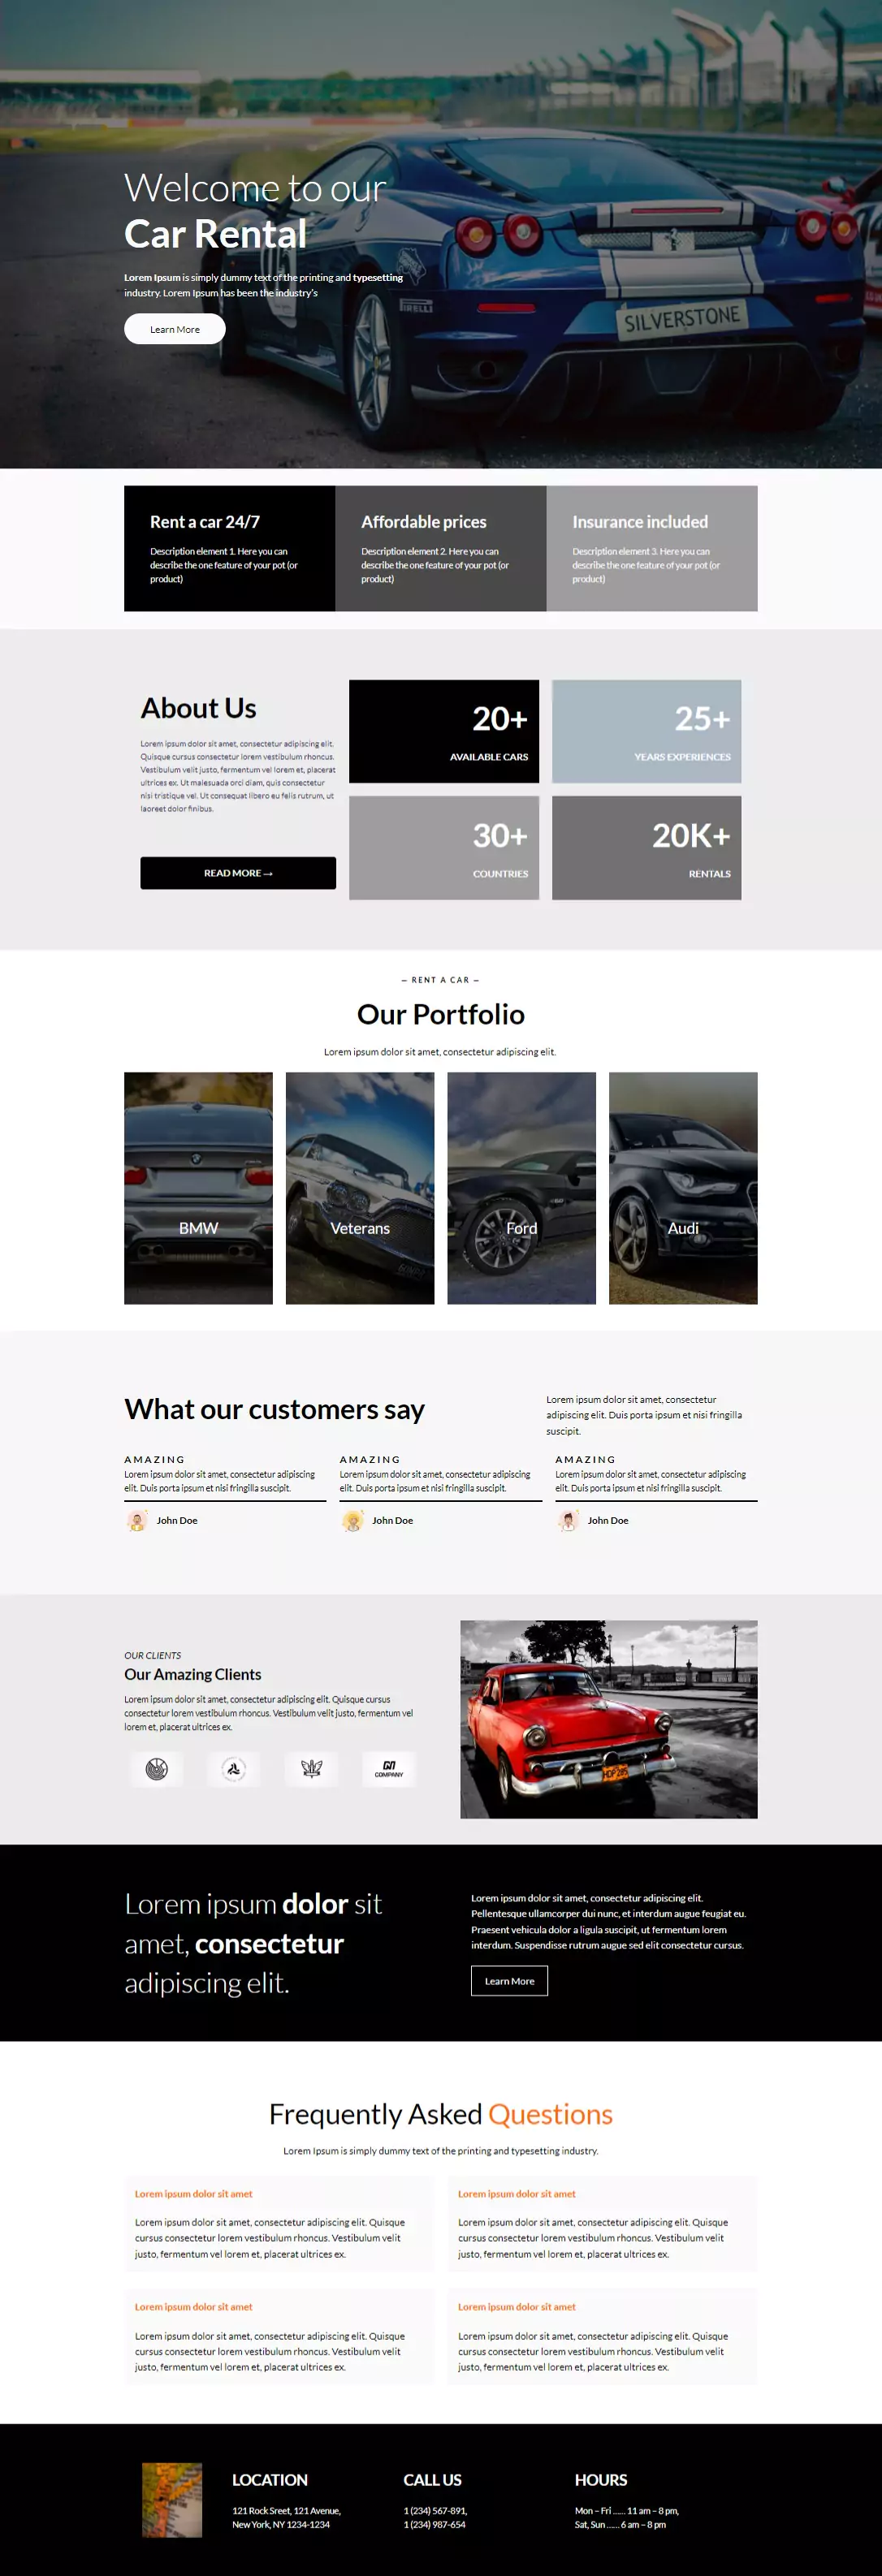 Welcome to our
Car Rental
Lorem Ipsum is simply dummy text of the printing and typesetting
industry. Lorem Ipsum has been the industry's
Learn More
PIRELLI
SILVERSTONE
Rent a car 24/7
Description element 1. Here you can
describe the one feature of your pot (or
product)
Affordable prices
Description element 2. Here you can
describe the one feature of your pot (or
product)
Insurance included
Description element 3. Here you can
describe the one feature of your pot (or
product)
About Us
Lorem ipsum dolor sit amet, consectetur adipiscing elit.
Quisque cursus consectetur lorem vestibulum rhoncus.
Vestibulum velit justo, fermentum vel lorem et, placerat
ultrices ex. Ut malesuada orci diam, quis consectetur
nisi tristique vel. Ut consequat libero eu felis rutrum, ut
laoreet dolor finibus.
READ MORE →
20+
AVAILABLE CARS
25+
YEARS EXPERIENCES
30+
COUNTRIES
20K+
RENTALS
— RENT A CAR —
Our Portfolio
Lorem ipsum dolor sit amet, consectetur adipiscing elit.
BMW
Veterans
Ford
Audi
What our customers say
Lorem ipsum dolor sit amet, consectetur
adipiscing elit. Duis porta ipsum et nisi fringilla
suscipit.
AMAZING
Lorem ipsum dolor sit amet, consectetur adipiscing
elit. Duis porta ipsum et nisi fringilla suscipit.
John Doe
AMAZING
Lorem ipsum dolor sit amet, consectetur adipiscing
elit. Duis porta ipsum et nisi fringilla suscipit.
John Doe
AMAZING
Lorem ipsum dolor sit amet, consectetur adipiscing
elit. Duis porta ipsum et nisi fringilla suscipit.
John Doe
OUR CLIENTS
Our Amazing Clients
Lorem ipsum dolor sit amet, consectetur adipiscing elit. Quisque cursus
consectetur lorem vestibulum rhoncus. Vestibulum velit justo, fermentum vel
lorem et, placerat ultrices ex.
COMPANY
Lorem ipsum dolor sit
amet, consectetur
adipiscing elit.
Lorem ipsum dolor sit amet, consectetur adipiscing elit.
Pellentesque ullamcorper dui nunc, et interdum augue feugiat eu.
Praesent vehicula dolor a ligula suscipit, ut fermentum lorem
interdum. Suspendisse rutrum augue sed elit consectetur cursus.
Learn More
Frequently Asked Questions
Lorem Ipsum is simply dummy text of the printing and typesetting industry.
Lorem ipsum dolor sit amet
Lorem ipsum dolor sit amet, consectetur adipiscing elit. Quisque
cursus consectetur lorem vestibulum rhoncus. Vestibulum velit
justo, fermentum vel lorem et, placerat ultrices ex.
Lorem ipsum dolor sit amet
Lorem ipsum dolor sit amet, consectetur adipiscing elit. Quisque
cursus consectetur lorem vestibulum rhoncus. Vestibulum velit
justo, fermentum vel lorem et, placerat ultrices ex.
Lorem ipsum dolor sit amet
Lorem ipsum dolor sit amet, consectetur adipiscing elit. Quisque
cursus consectetur lorem vestibulum rhoncus. Vestibulum velit
justo, fermentum vel lorem et, placerat ultrices ex.
Lorem ipsum dolor sit amet
Lorem ipsum dolor sit amet, consectetur adipiscing elit. Quisque
cursus consectetur lorem vestibulum rhoncus. Vestibulum velit
justo, fermentum vel lorem et, placerat ultrices ex.
LOCATION
121 Rock Sreet, 121 Avenue,
New York, NY 1234-1234
CALL US
1 (234) 567-891,
1 (234) 987-654
HOURS
Mon – Fri …… 11 am – 8 pm,
Sat, Sun …… 6 am – 8 pm